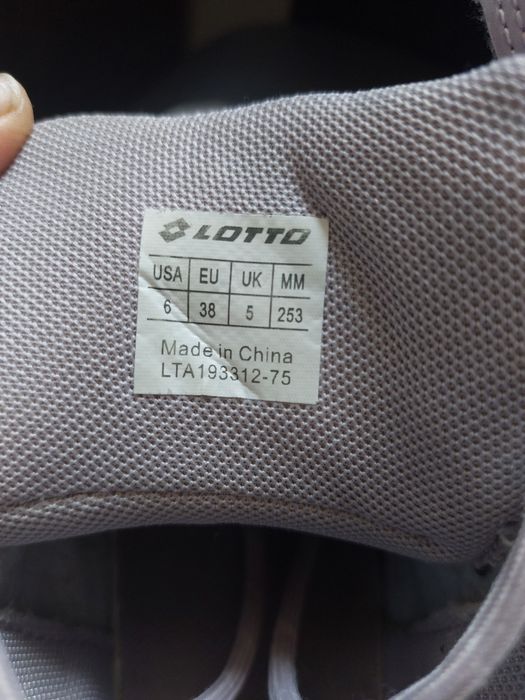 LOTTO
USA EU UK MM
6 38 5 253
Made in China
LTA193312-75